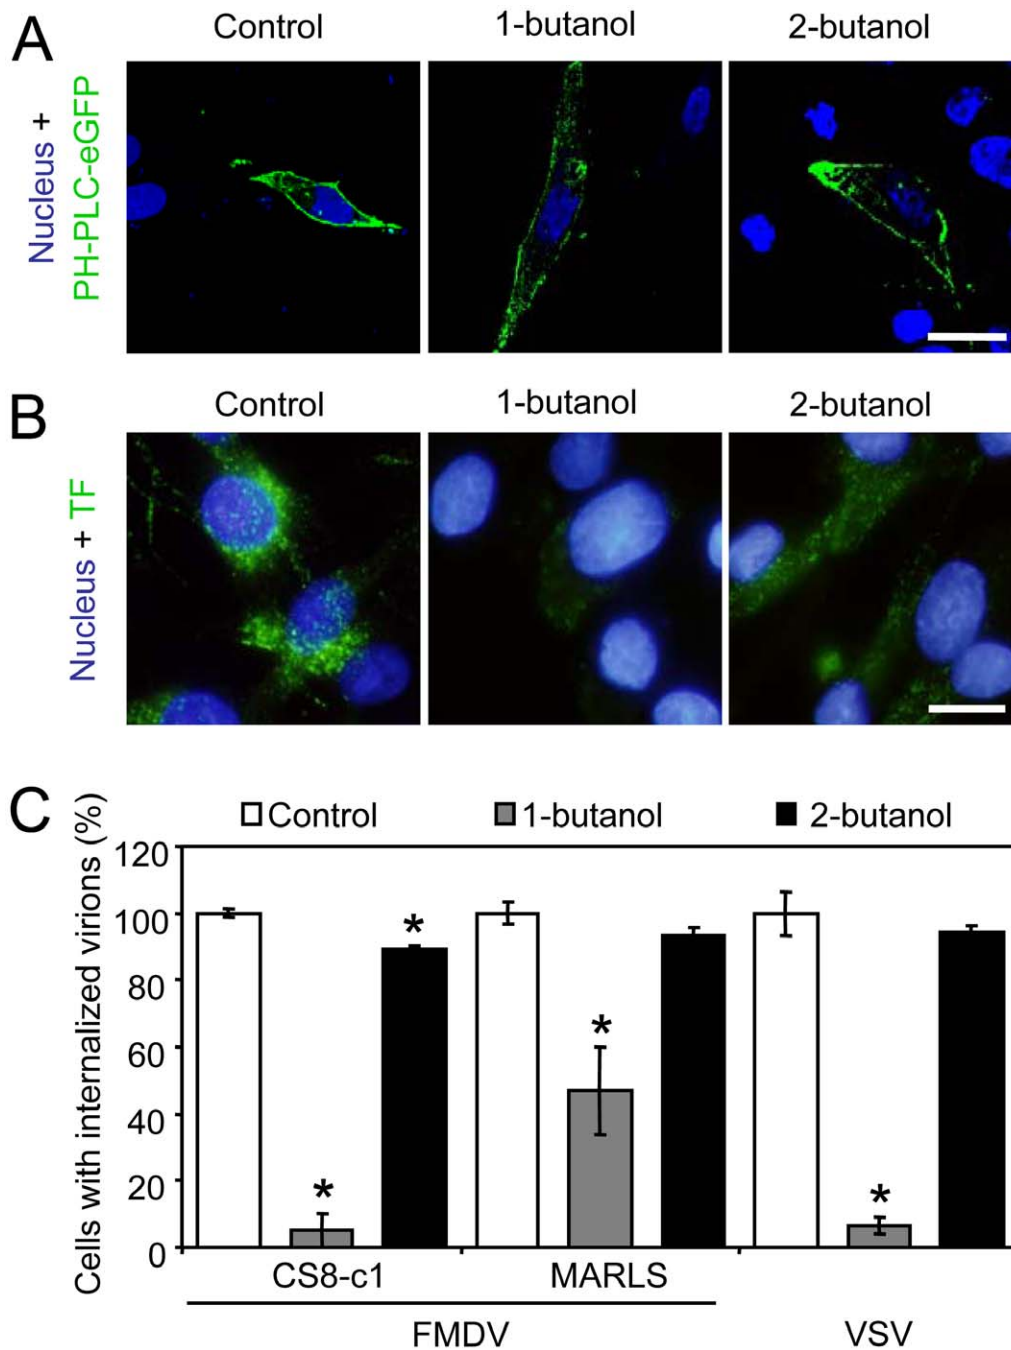 A
Control 1-butanol 2-butanol
Nucleus +
PH-PLC-eGFP
B
Control 1-butanol 2-butanol
Nucleus + TF
C
Control 1-butanol 2-butanol
Cells with internalized virions (%)
120
100
80
60
40
20
0
* * * *
CS8-c1 MARLS
FMDV VSV